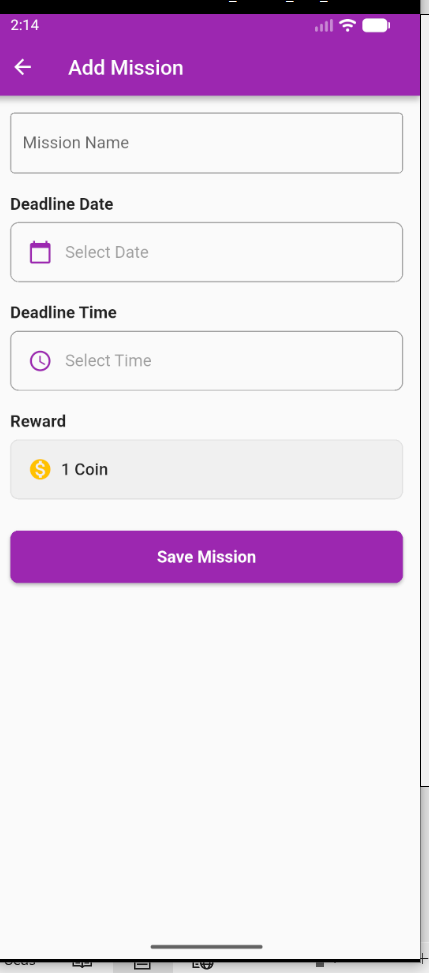 2:14
Add Mission
Mission Name
Deadline Date
Select Date
Deadline Time
Select Time
Reward
1 Coin
Save Mission